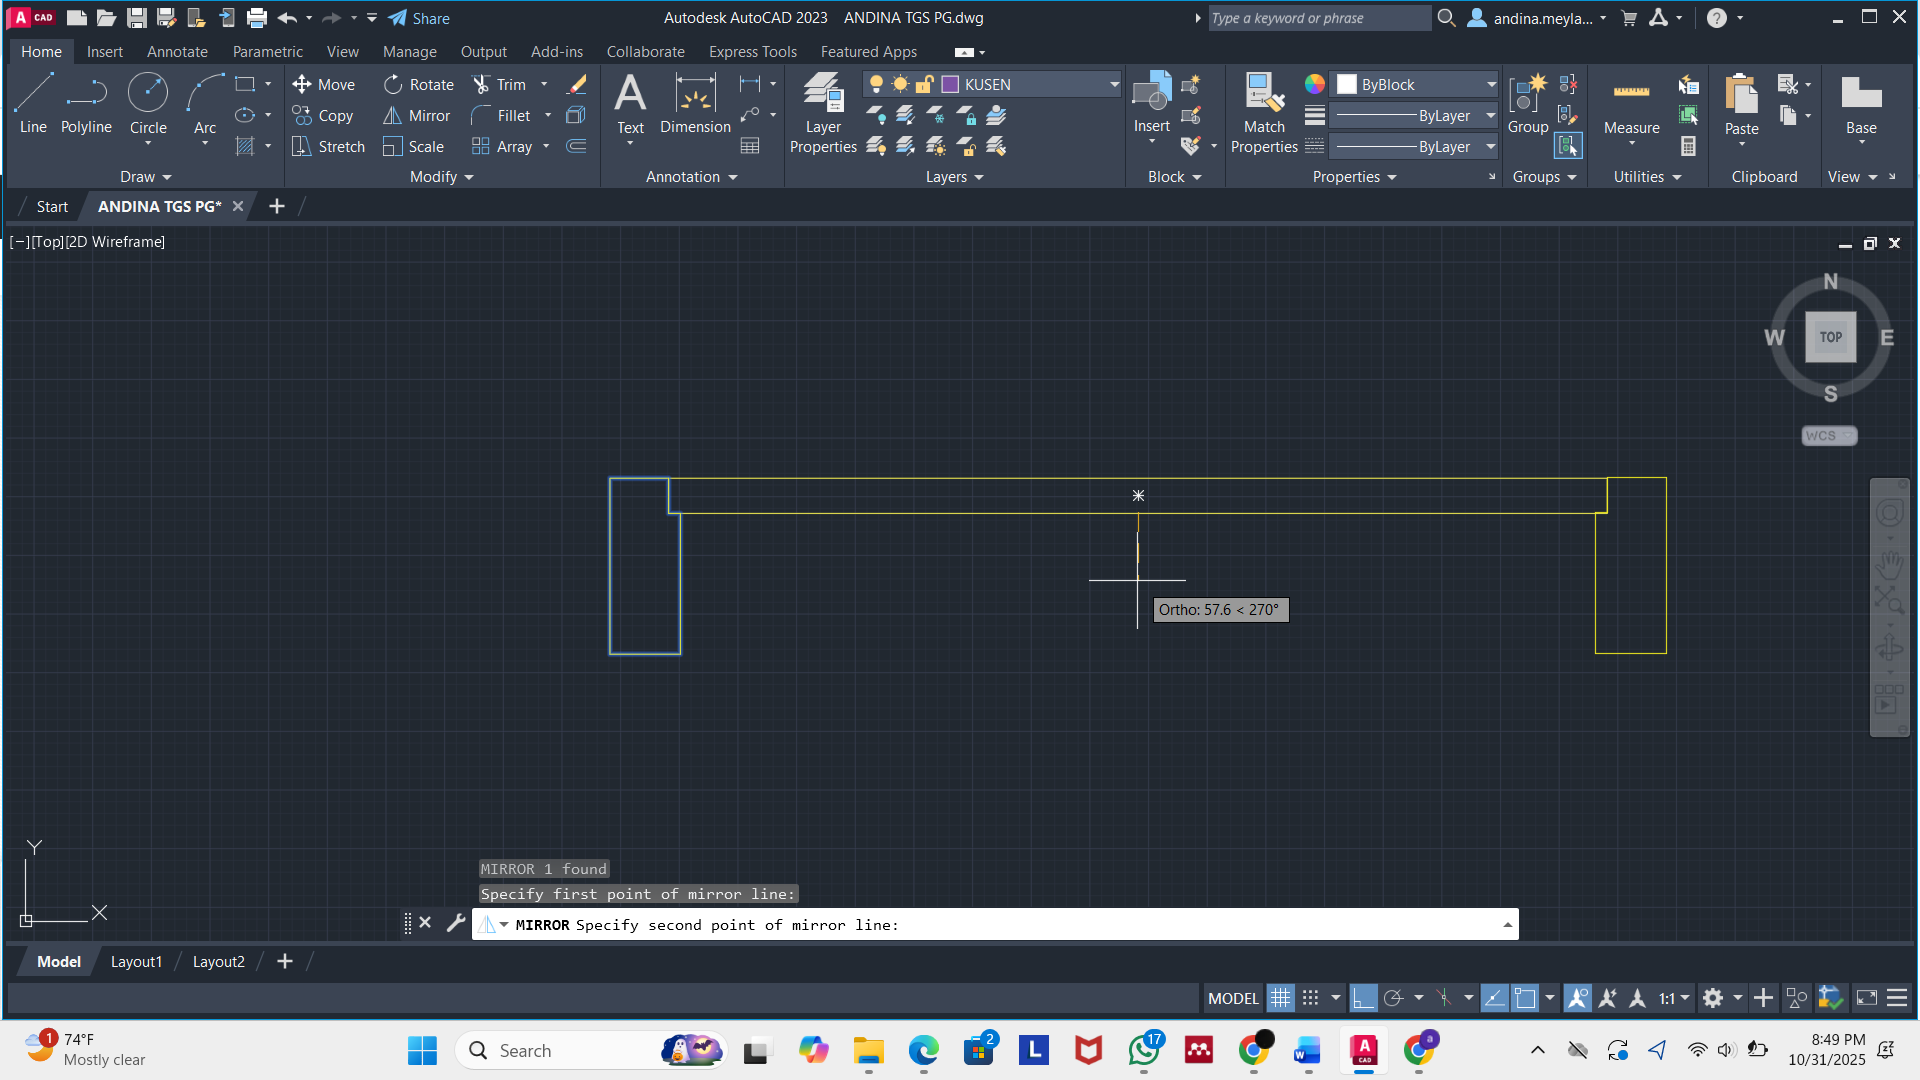 A CAD
Share
Autodesk AutoCAD 2023 ANDINA TGS PG.dwg
Type a keyword or phrase
andina.meyla...
Home Insert Annotate Parametric View Manage Output Add-ins Collaborate Express Tools Featured Apps
Line
Polyline
Circle
Arc
Move
Rotate
Trim
Copy
Mirror
Fillet
Stretch
Scale
Array
Text
Dimension
Layer
Properties
KUSEN
Insert
Match
Properties
ByBlock
ByLayer
ByLayer
Group
Measure
Paste
Base
Draw
Modify
Annotation
Layers
Block
Properties
Groups
Utilities
Clipboard
View
Start
ANDINA TGS PG*
[−][Top][2D Wireframe]
N
W
TOP
E
S
WCS
Ortho: 57.6 < 270°
Y
X
MIRROR 1 found
Specify first point of mirror line:
MIRROR Specify second point of mirror line:
Model Layout1 Layout2
MODEL
1:1
1
74°F
Mostly clear
Search
2
L
17
W
A CAD
a
8:49 PM
10/31/2025